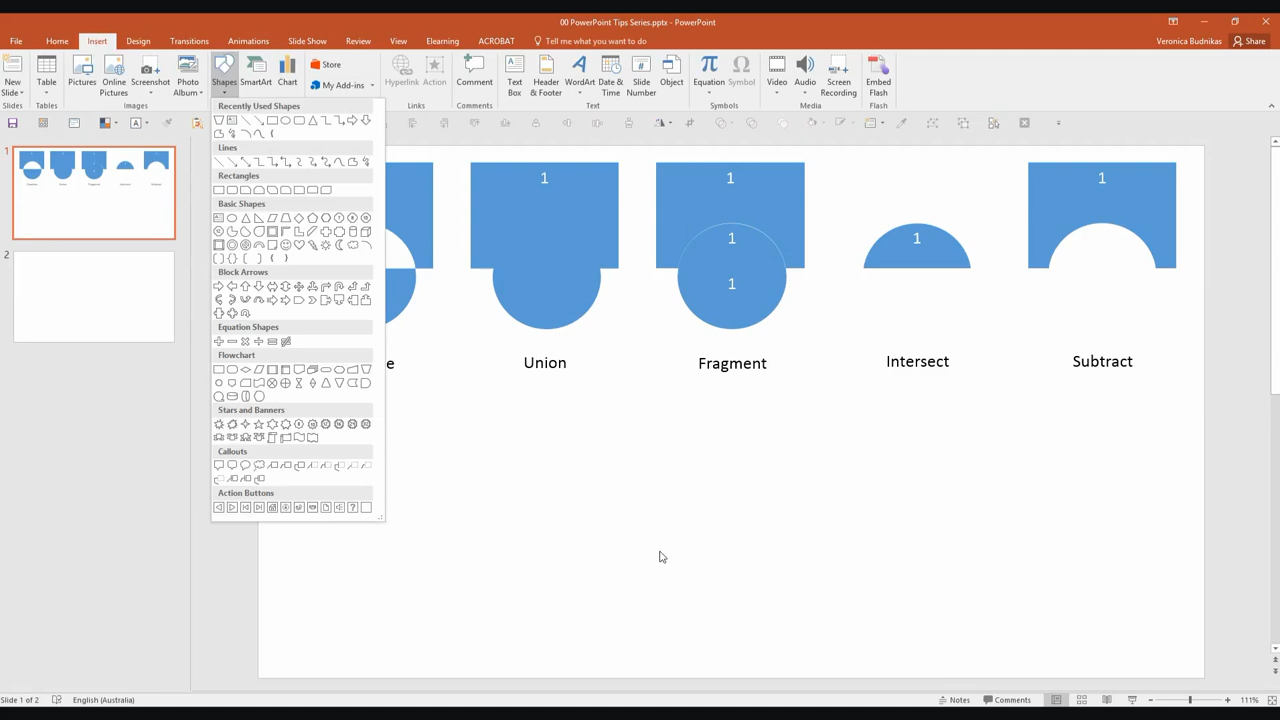 00 PowerPoint Tips Series.pptx - PowerPoint
File Home Insert Design Transitions Animations Slide Show Review View Elearning ACROBAT Tell me what you want to do Veronica Budnikas Share
New Slide Table Pictures Online Pictures Screenshot Photo Album Shapes SmartArt Chart Store My Add-ins Hyperlink Action Comment Text Box Header & Footer WordArt Date & Time Slide Number Object Equation Symbol Video Audio Screen Recording Embed Flash
Slides Tables Images Links Comments Text Symbols Media Flash
Recently Used Shapes
Lines
Rectangles
Basic Shapes
Block Arrows
Equation Shapes
Flowchart
Stars and Banners
Callouts
Action Buttons
1
2
1 1 1
1 1
1
e Union Fragment Intersect Subtract
Slide 1 of 2 English (Australia) Notes Comments 111%